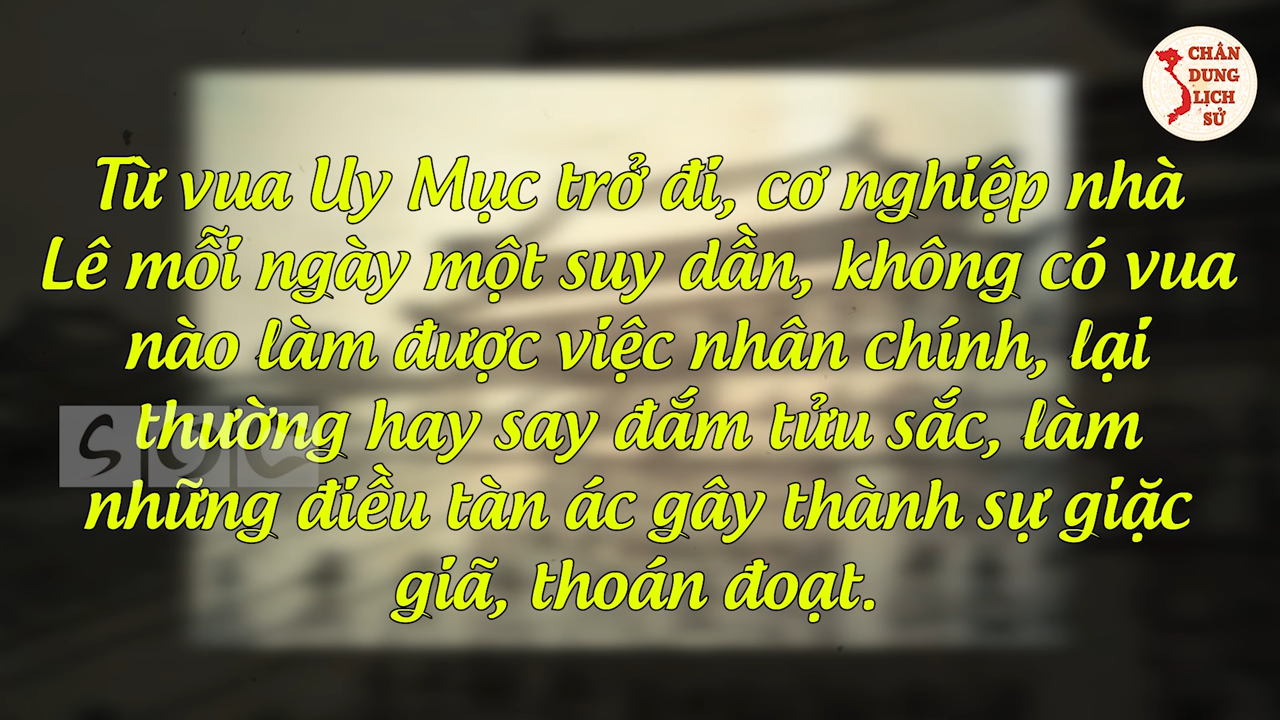 CHÂN
DUNG
LỊCH
SỬ
Từ vua Uy Mục trở đi, cơ nghiệp nhà
Lê mỗi ngày một suy dần, không có vua
nào làm được việc nhân chính, lại
thường hay say đắm tửu sắc, làm
những điều tàn ác gây thành sự giặc
giã, thoán đoạt.